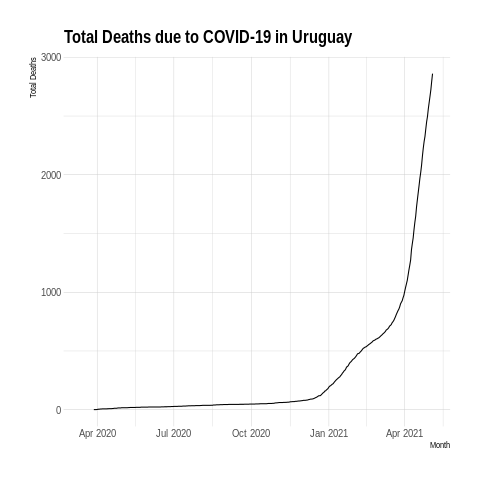 Total Deaths due to COVID-19 in Uruguay
Total Deaths
3000
2000
1000
0
Apr 2020 Jul 2020 Oct 2020 Jan 2021 Apr 2021
Month